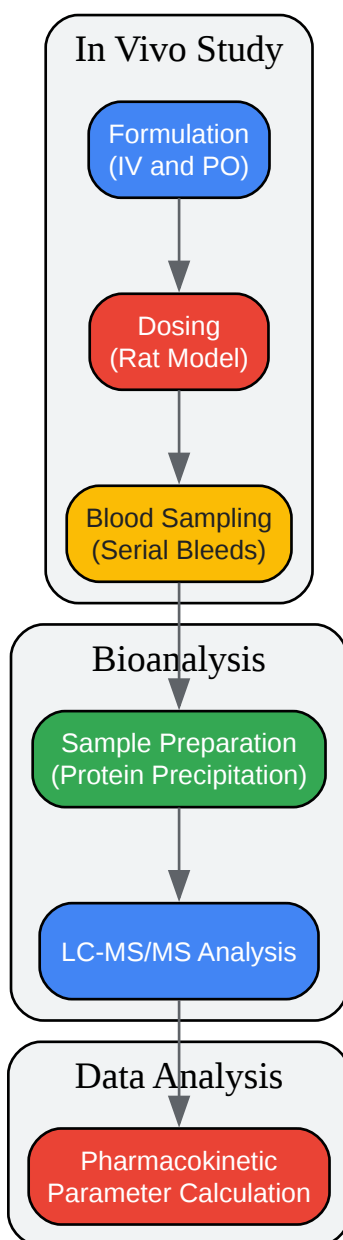 In Vivo Study
Formulation
(IV and PO)
Dosing
(Rat Model)
Blood Sampling
(Serial Bleeds)
Bioanalysis
Sample Preparation
(Protein Precipitation)
LC-MS/MS Analysis
Data Analysis
Pharmacokinetic
Parameter Calculation